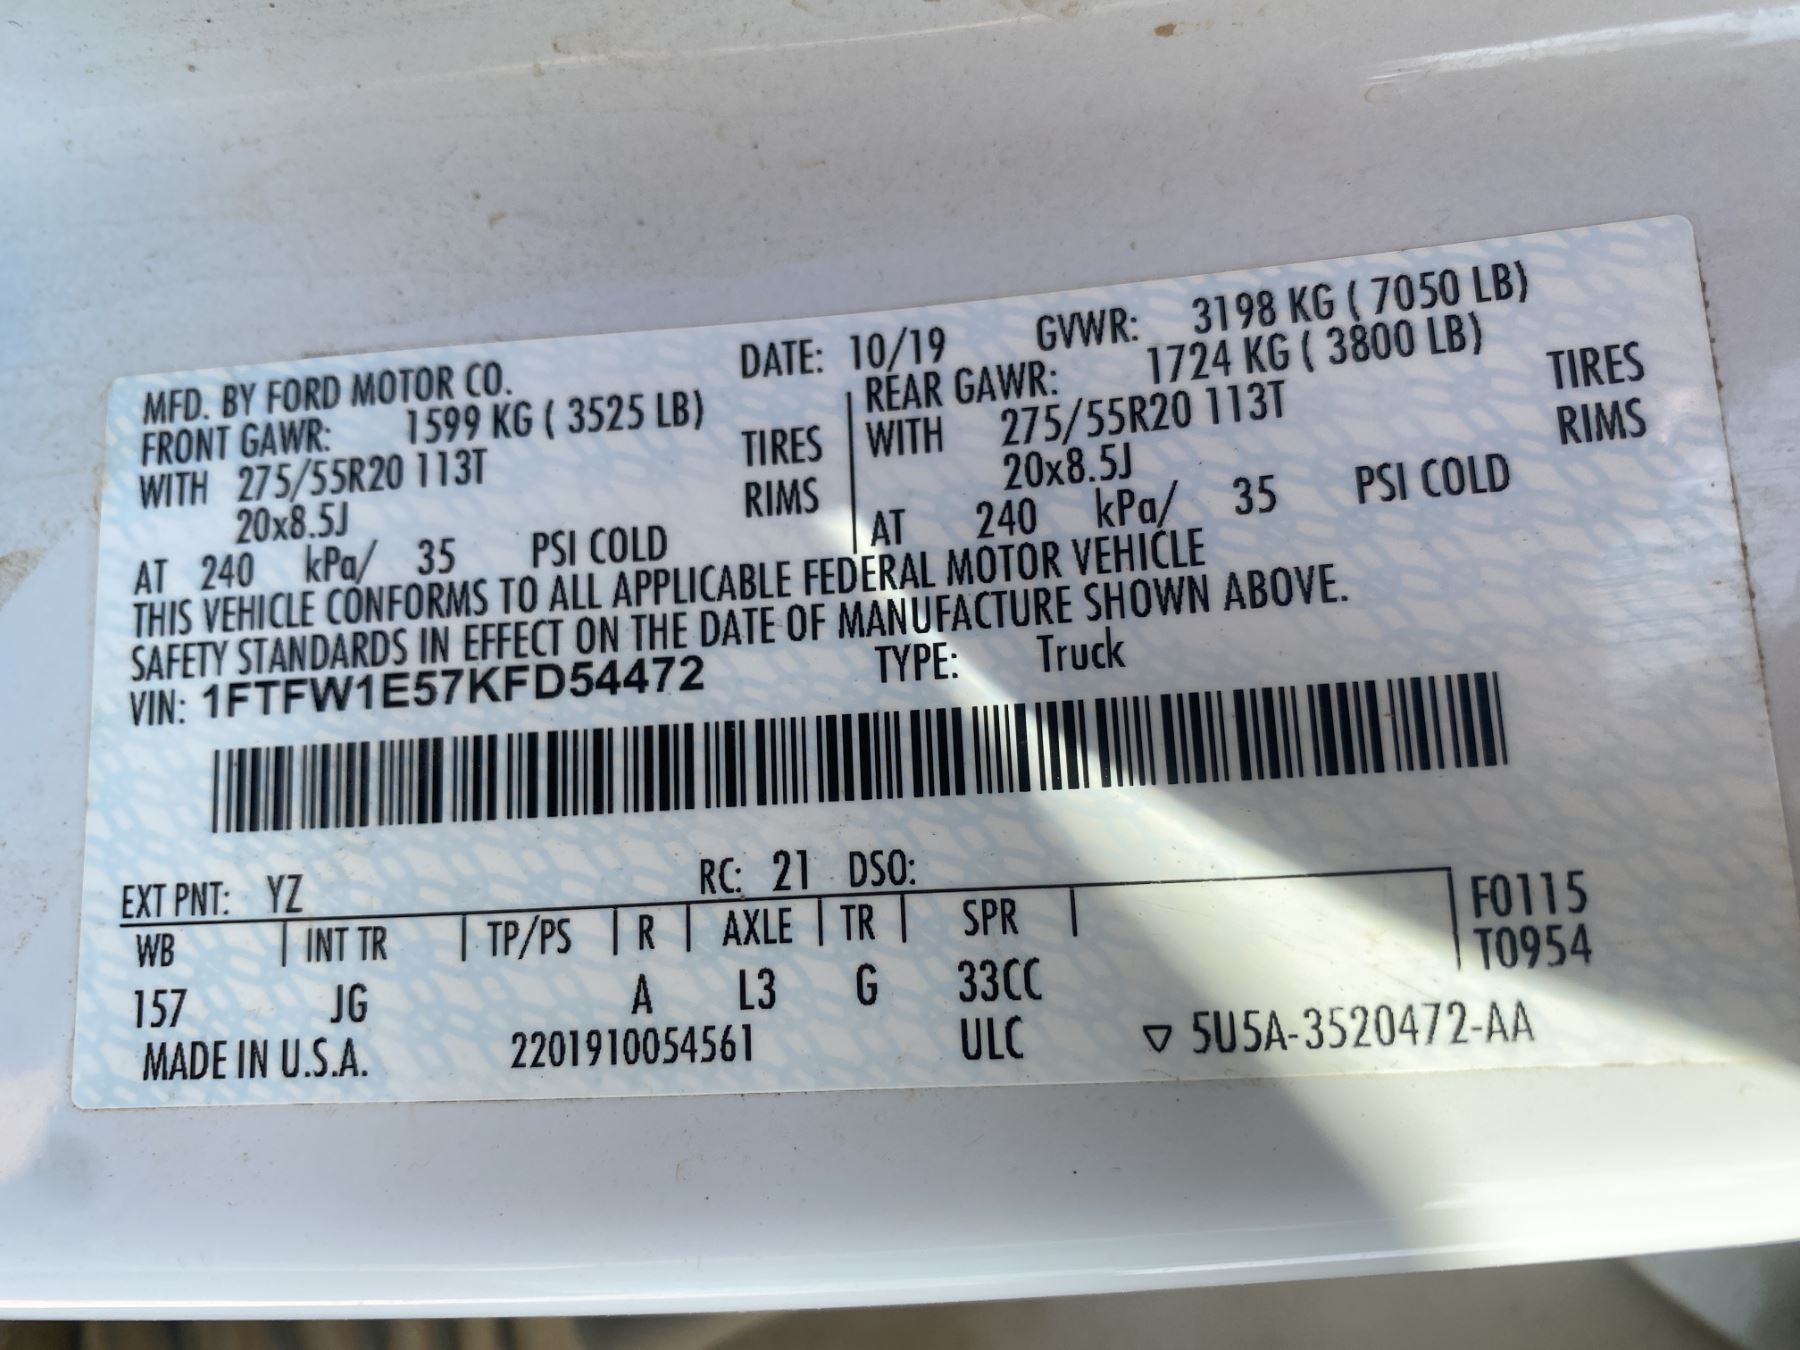 MFD. BY FORD MOTOR CO. DATE: 10/19 GVWR: 3198 KG ( 7050 LB)
FRONT GAWR: 1599 KG ( 3525 LB) REAR GAWR: 1724 KG ( 3800 LB)
WITH 275/55R20 113T TIRES WITH 275/55R20 113T TIRES
20x8.5J RIMS 20x8.5J RIMS
AT 240 kPa/ 35 PSI COLD AT 240 kPa/ 35 PSI COLD
THIS VEHICLE CONFORMS TO ALL APPLICABLE FEDERAL MOTOR VEHICLE
SAFETY STANDARDS IN EFFECT ON THE DATE OF MANUFACTURE SHOWN ABOVE.
VIN: 1FTFW1E57KFD54472 TYPE: Truck
EXT PNT: YZ RC: 21 DSO:
WB INT TR TP/PS R AXLE TR SPR F0115
T0954
157 JG A L3 G 33CC
MADE IN U.S.A. 2201910054561 ULC ▽ 5U5A-3520472-AA